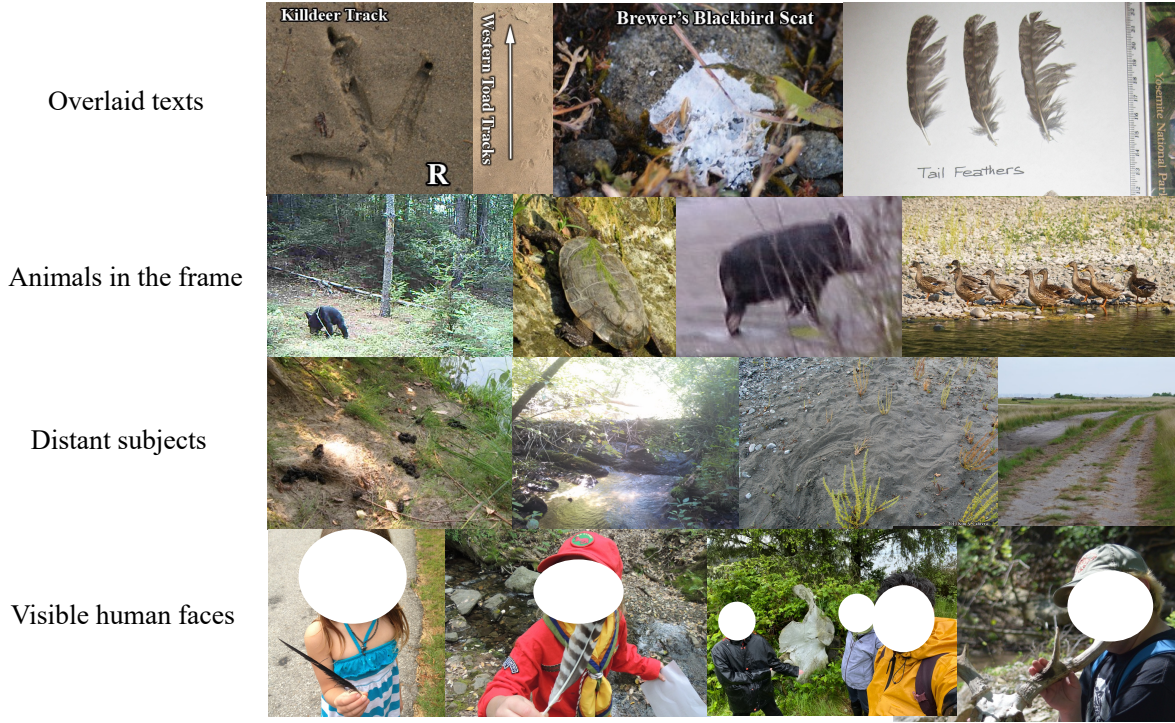 Overlaid texts
Killdeer Track
R
Western Toad Tracks
Brewer's Blackbird Scat
Tail Feathers
Yosemite National Park
Animals in the frame
Distant subjects
Visible human faces